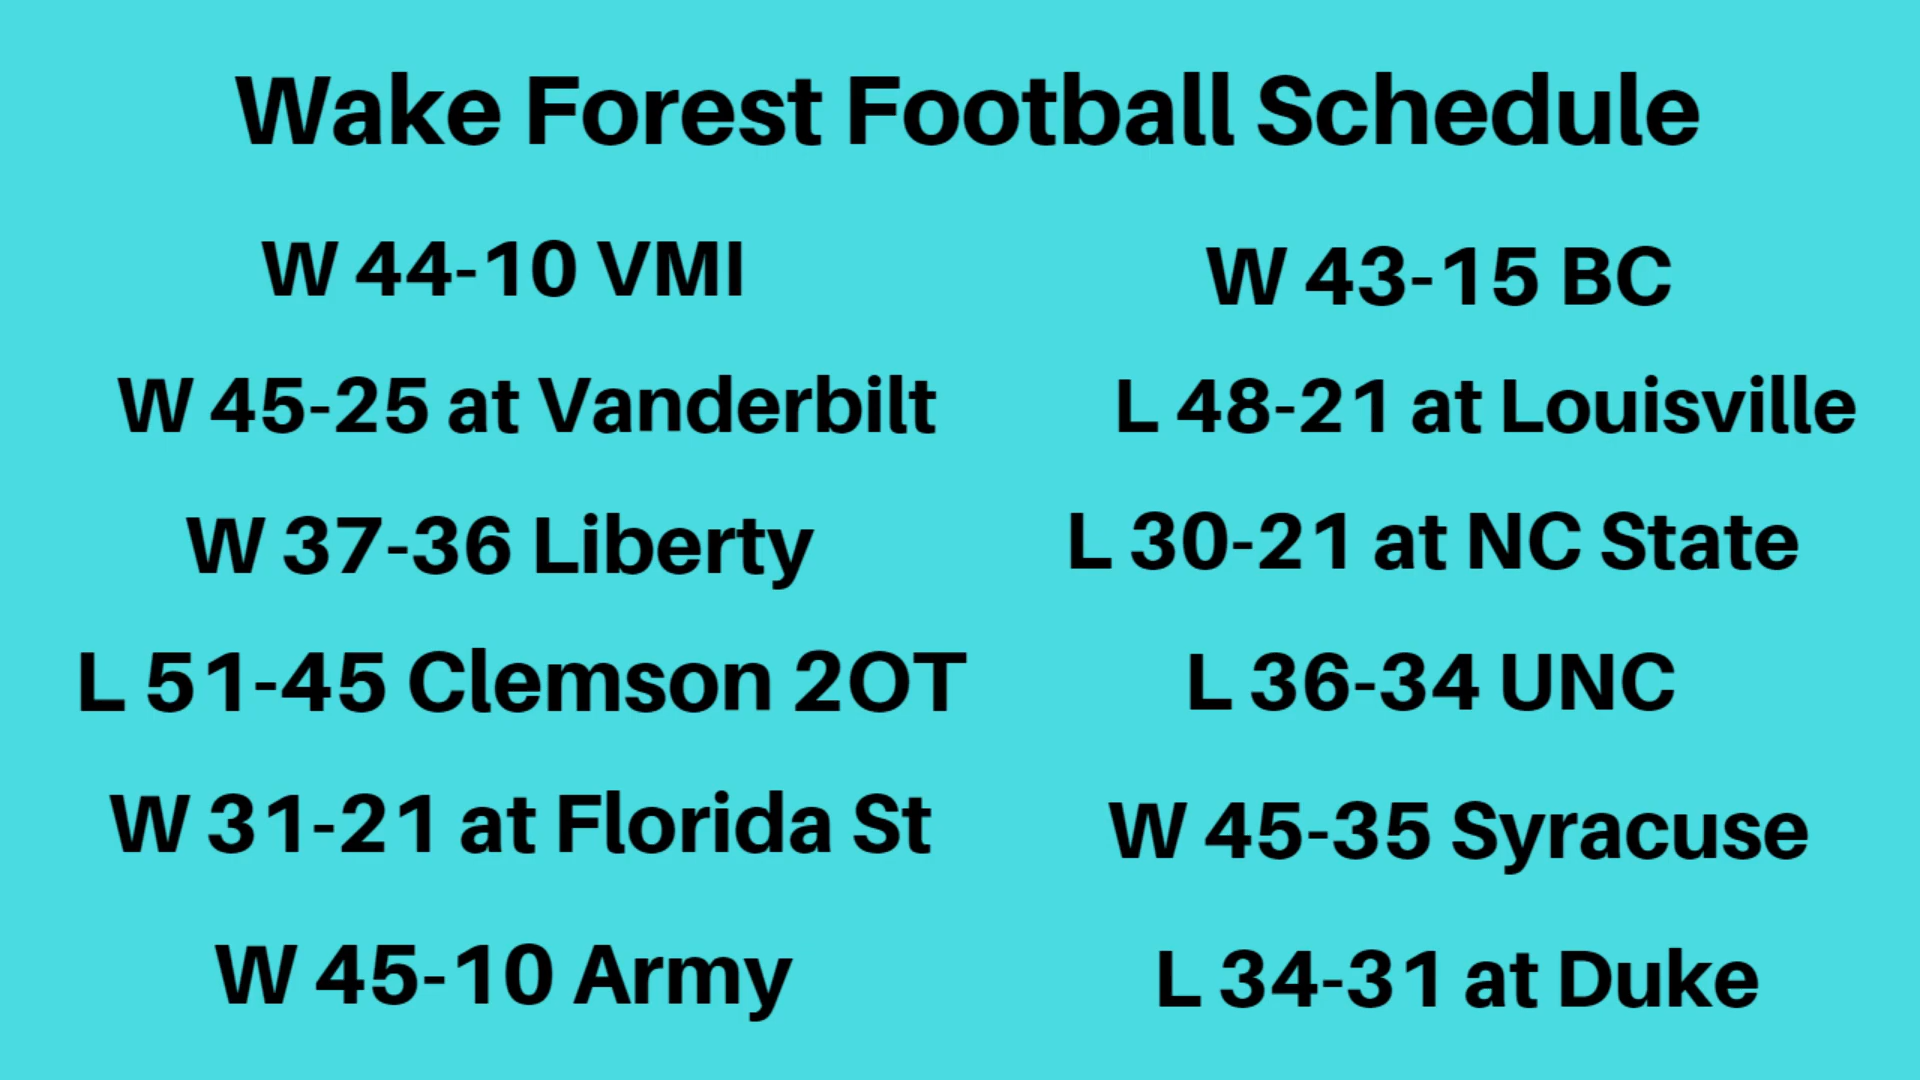 Wake Forest Football Schedule
W 44-10 VMI
W 45-25 at Vanderbilt
W 37-36 Liberty
L 51-45 Clemson 2OT
W 31-21 at Florida St
W 45-10 Army
W 43-15 BC
L 48-21 at Louisville
L 30-21 at NC State
L 36-34 UNC
W 45-35 Syracuse
L 34-31 at Duke